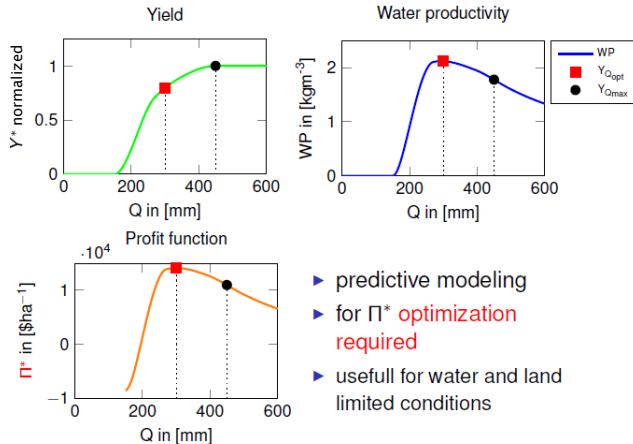 Yield
Y* normalized
1
0.5
0
0 200 400 600
Q in [mm]
Water productivity
WP in [kgm⁻³]
2
1
0
0 200 400 600
Q in [mm]
WP
Y_Qopt
Y_Qmax
·10⁴
Profit function
Π* in [$ha⁻¹]
1
0
−1
0 200 400 600
Q in [mm]
▶ predictive modeling
▶ for Π* optimization
required
▶ usefull for water and land
limited conditions